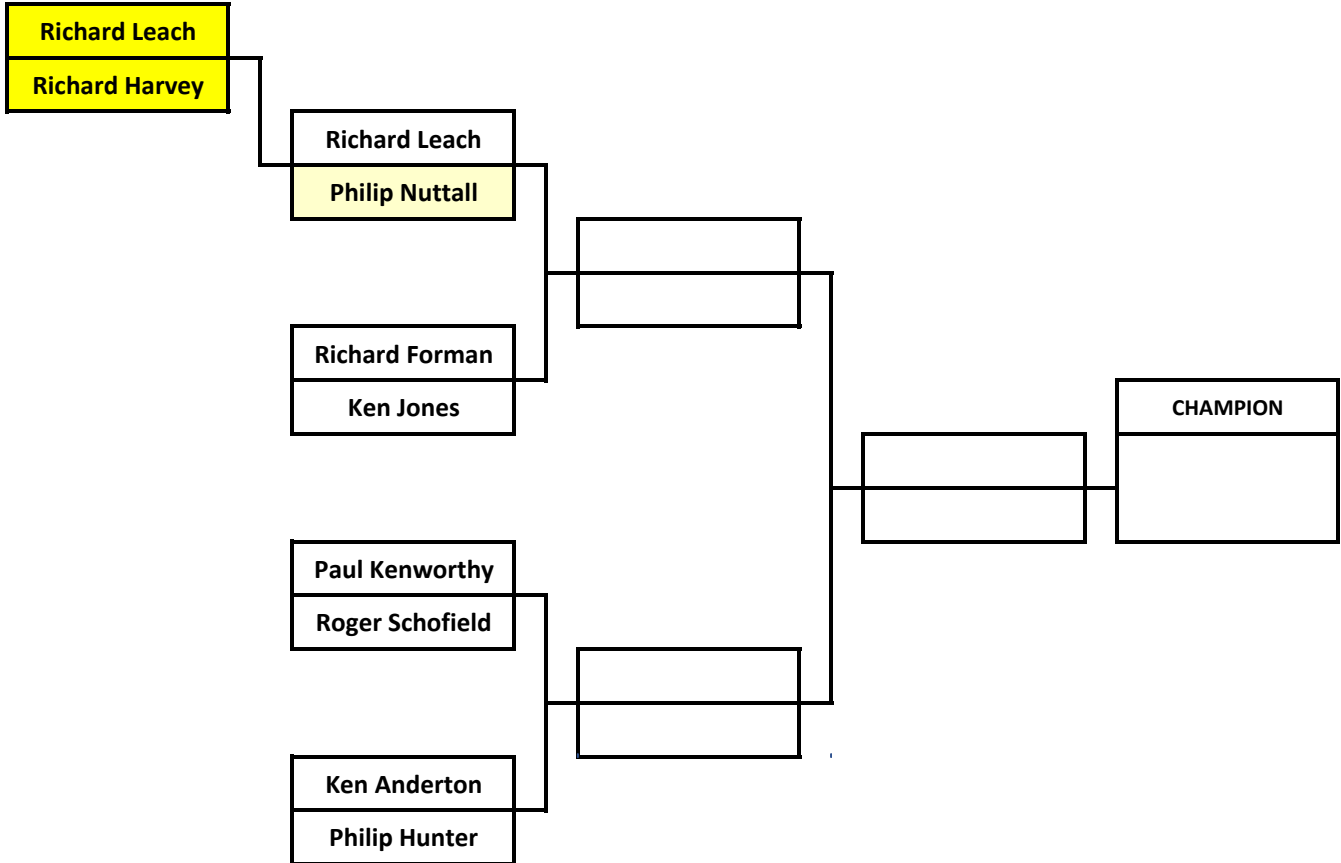 Richard Leach
Richard Harvey
Richard Leach
Philip Nuttall
Richard Forman
Ken Jones
CHAMPION
Paul Kenworthy
Roger Schofield
Ken Anderton
Philip Hunter